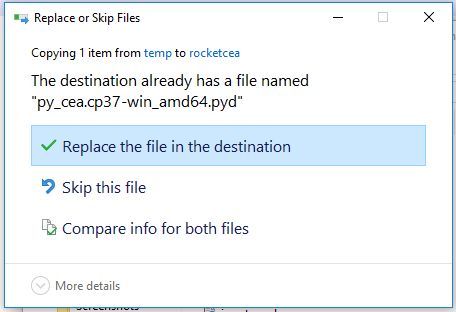 Replace or Skip Files
Copying 1 item from temp to rocketcea
The destination already has a file named
"py_cea.cp37-win_amd64.pyd"
Replace the file in the destination
Skip this file
Compare info for both files
More details
Screenshots